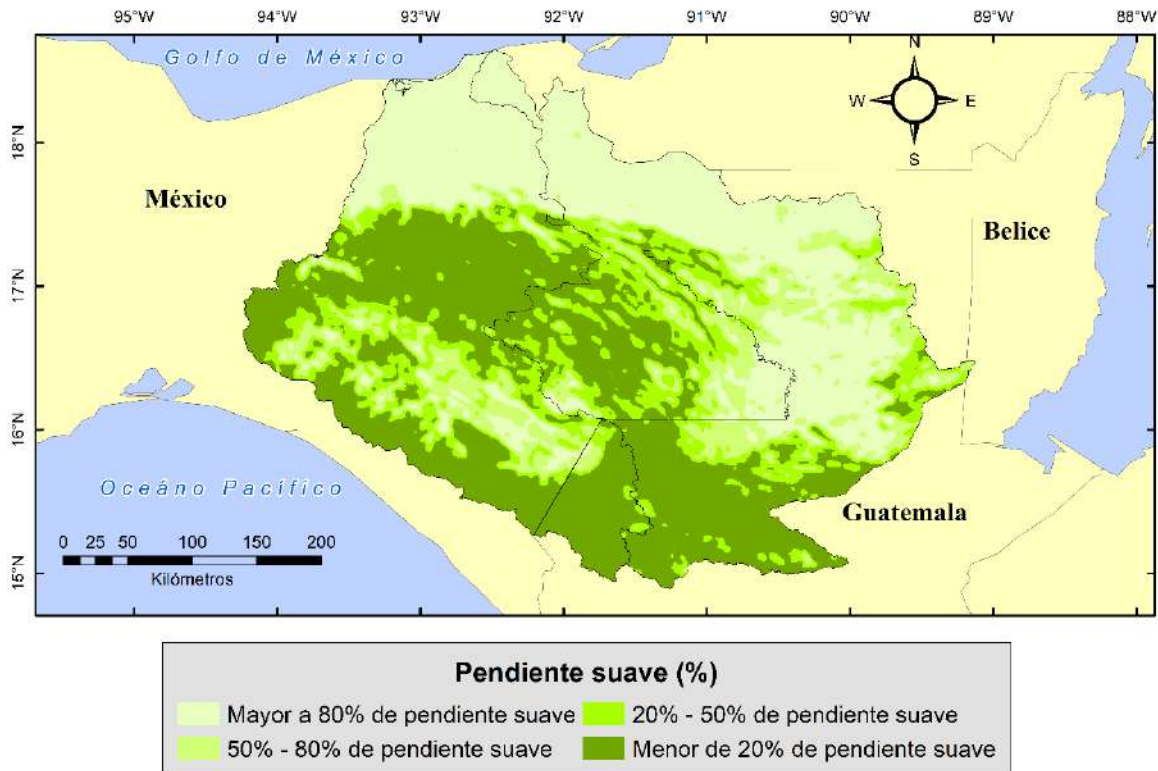 95°W 94°W 93°W 92°W 91°W 90°W 89°W 88°W
Golfo de México
N
W E
S
18°N
México
Belice
17°N
16°N
Oceáno Pacífico
Guatemala
0 25 50 100 150 200
Kilómetros
15°N
Pendiente suave (%)
Mayor a 80% de pendiente suave
20% - 50% de pendiente suave
50% - 80% de pendiente suave
Menor de 20% de pendiente suave